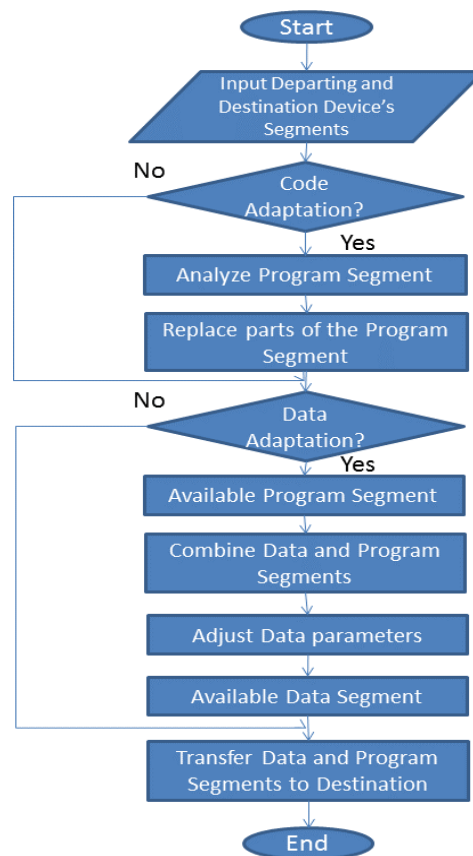 Start
Input Departing and
Destination Device's
Segments
No
Code
Adaptation?
Yes
Analyze Program Segment
Replace parts of the Program
Segment
No
Data
Adaptation?
Yes
Available Program Segment
Combine Data and Program
Segments
Adjust Data parameters
Available Data Segment
Transfer Data and Program
Segments to Destination
End